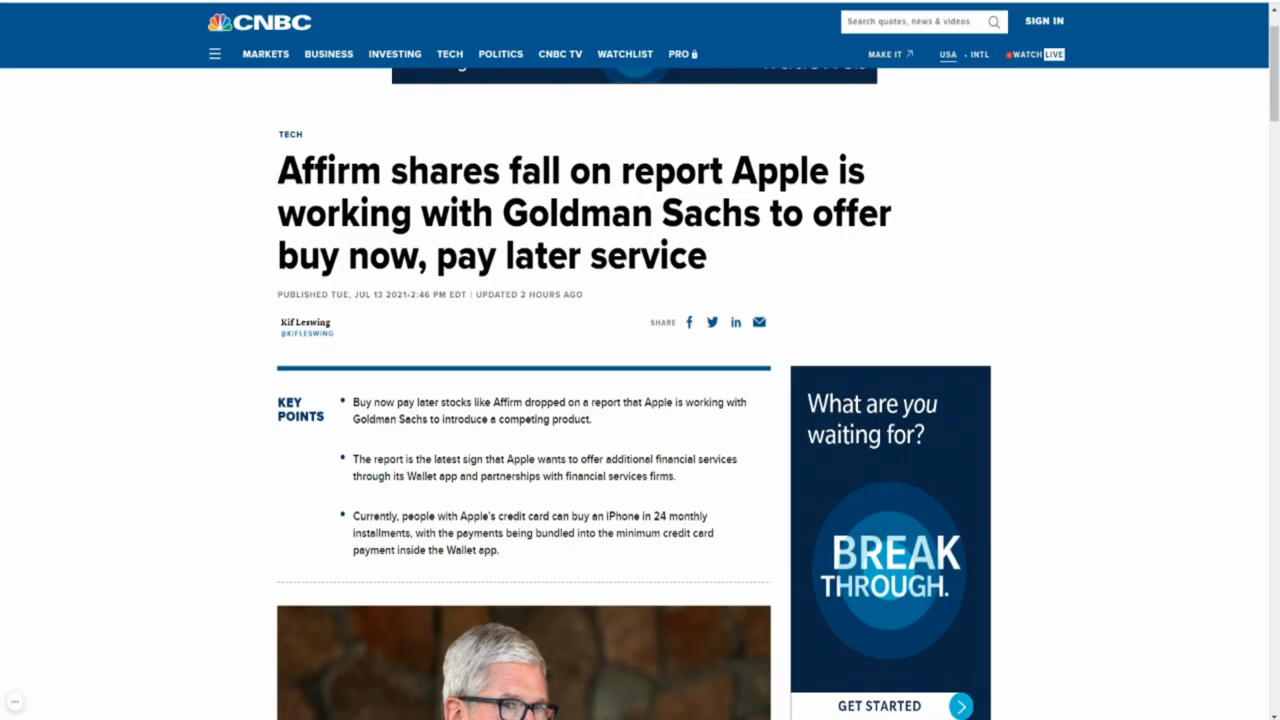 CNBC
Search quotes, news & videos
SIGN IN
MARKETS BUSINESS INVESTING TECH POLITICS CNBC TV WATCHLIST PRO
MAKE IT USA • INTL WATCH LIVE
TECH
Affirm shares fall on report Apple is
working with Goldman Sachs to offer
buy now, pay later service
PUBLISHED TUE, JUL 13 2021•2:46 PM EDT | UPDATED 2 HOURS AGO
Kif Leswing
@KIFLESWING
SHARE
KEY
POINTS
• Buy now pay later stocks like Affirm dropped on a report that Apple is working with
Goldman Sachs to introduce a competing product.
• The report is the latest sign that Apple wants to offer additional financial services
through its Wallet app and partnerships with financial services firms.
• Currently, people with Apple's credit card can buy an iPhone in 24 monthly
installments, with the payments being bundled into the minimum credit card
payment inside the Wallet app.
What are you
waiting for?
BREAK
THROUGH.
GET STARTED